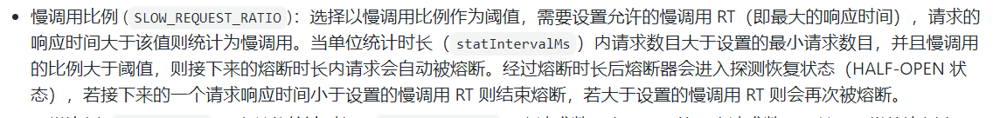 • 慢调用比例 (SLOW_REQUEST_RATIO)：选择以慢调用比例作为阈值，需要设置允许的慢调用 RT（即最大的响应时间），请求的
响应时间大于该值则统计为慢调用。当单位统计时长（statIntervalMs）内请求数目大于设置的最小请求数目，并且慢调用
的比例大于阈值，则接下来的熔断时长内请求会自动被熔断。经过熔断时长后熔断器会进入探测恢复状态（HALF-OPEN 状
态），若接下来的一个请求响应时间小于设置的慢调用 RT 则结束熔断，若大于设置的慢调用 RT 则会再次被熔断。